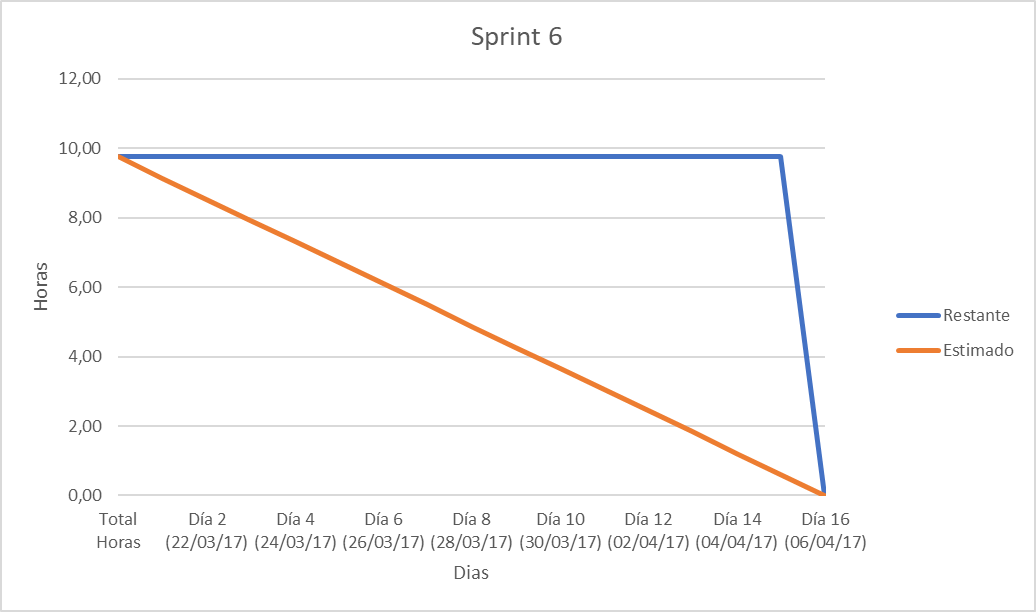 Sprint 6
12,00
10,00
8,00
6,00
4,00
2,00
0,00
Horas
Total Horas
Día 2 (22/03/17)
Día 4 (24/03/17)
Día 6 (26/03/17)
Día 8 (28/03/17)
Día 10 (30/03/17)
Día 12 (02/04/17)
Día 14 (04/04/17)
Día 16 (06/04/17)
Dias
Restante
Estimado